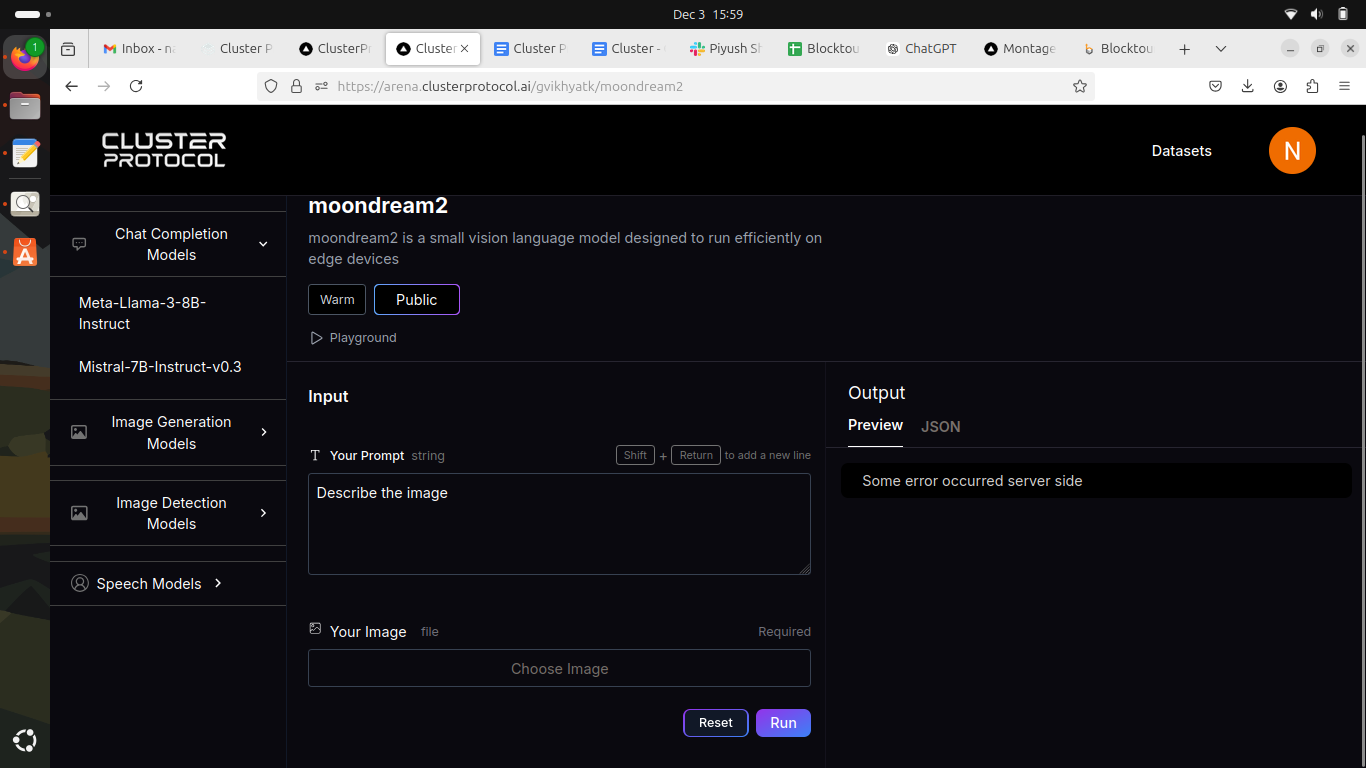 Dec 3 15:59
Inbox - na
Cluster P
ClusterPr
Cluster
Cluster P
Cluster -
Piyush Sh
Blocktou
ChatGPT
Montage
Blocktou
1
https://arena.clusterprotocol.ai/gvikhyatk/moondream2
CLUSTER
PROTOCOL
Datasets
N
Chat Completion
Models
Meta-Llama-3-8B-
Instruct
Mistral-7B-Instruct-v0.3
Image Generation
Models
Image Detection
Models
Speech Models
moondream2
moondream2 is a small vision language model designed to run efficiently on
edge devices
Warm
Public
Playground
Input
T Your Prompt string
Shift + Return to add a new line
Describe the image
Your Image file
Required
Choose Image
Reset
Run
Output
Preview
JSON
Some error occurred server side